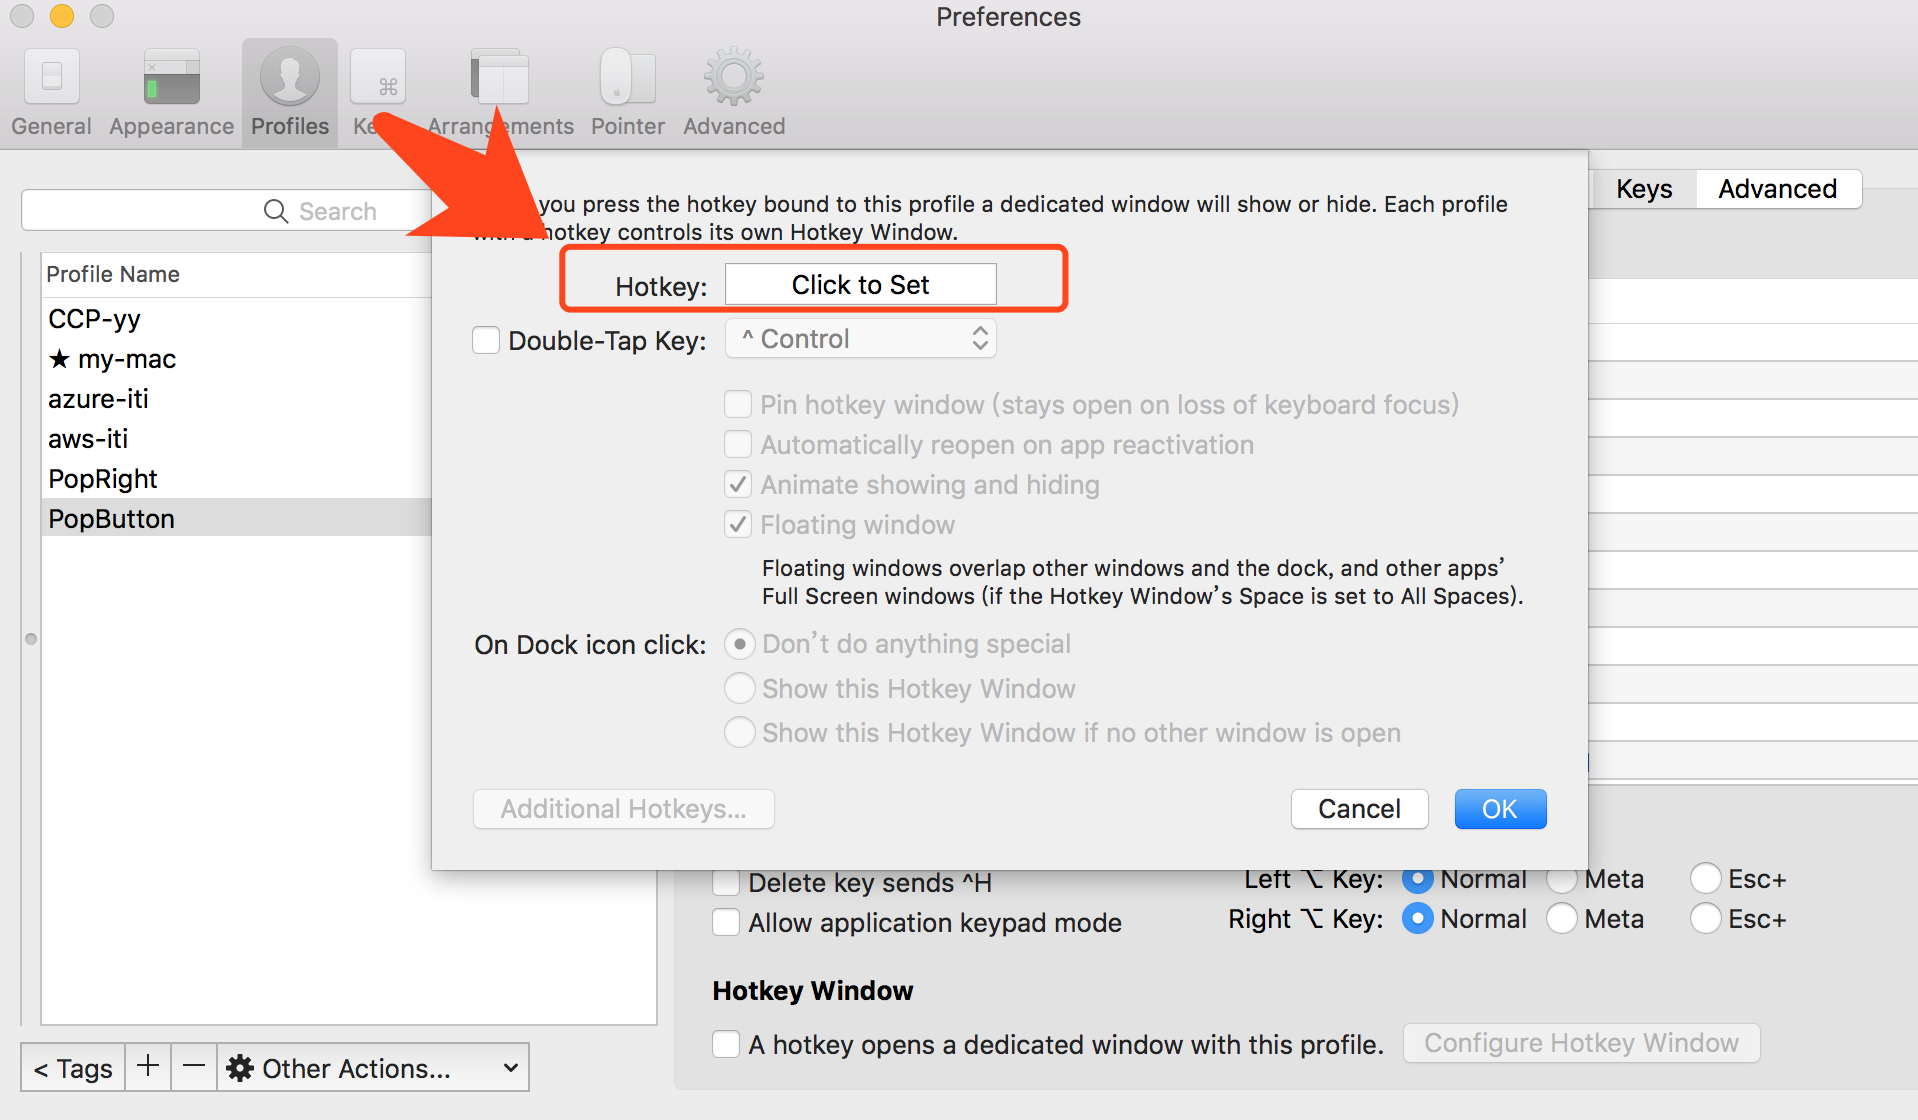 Preferences
General Appearance Profiles Arrangements Pointer Advanced
Keys Advanced
Search
you press the hotkey bound to this profile a dedicated window will show or hide. Each profile
with a hotkey controls its own Hotkey Window.
Profile Name
Hotkey: Click to Set
CCP-yy
Double-Tap Key: ^ Control
★ my-mac
azure-iti
Pin hotkey window (stays open on loss of keyboard focus)
aws-iti
Automatically reopen on app reactivation
PopRight
Animate showing and hiding
PopButton
Floating window
Floating windows overlap other windows and the dock, and other apps’
Full Screen windows (if the Hotkey Window’s Space is set to All Spaces).
On Dock icon click: Don’t do anything special
Show this Hotkey Window
Show this Hotkey Window if no other window is open
Additional Hotkeys... Cancel OK
Delete key sends ^H Left ⌥ Key: Normal Meta Esc+
Allow application keypad mode Right ⌥ Key: Normal Meta Esc+
Hotkey Window
A hotkey opens a dedicated window with this profile. Configure Hotkey Window
< Tags + — Other Actions...